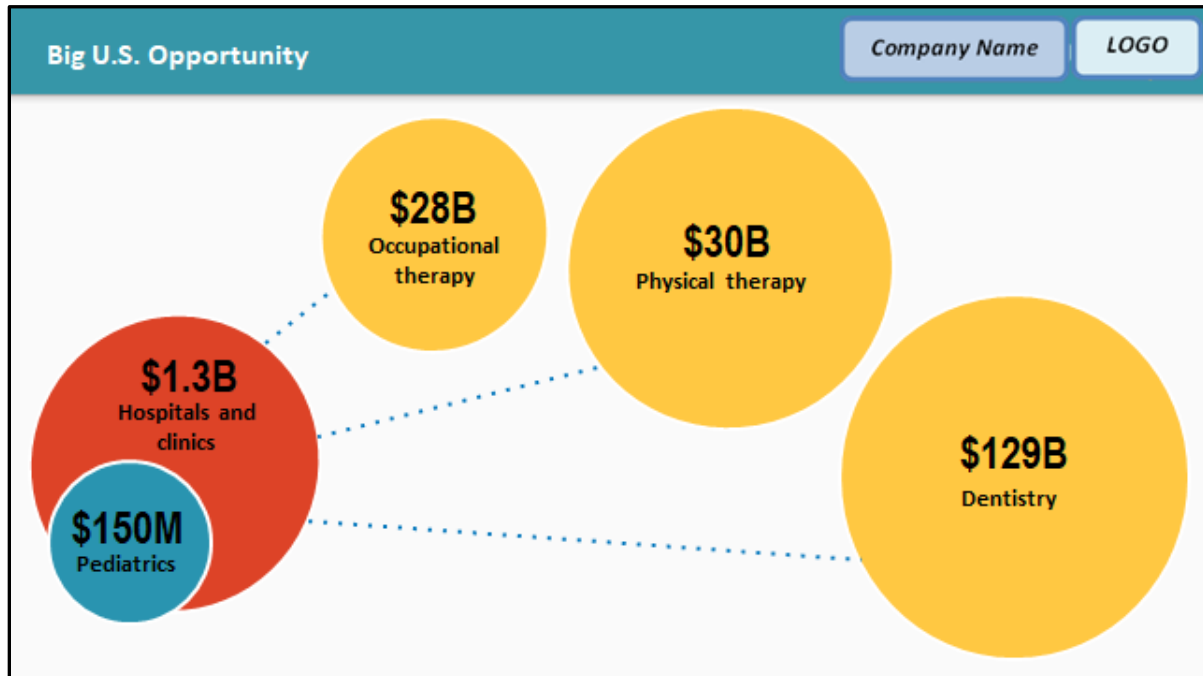 Big U.S. Opportunity
Company Name
LOGO
$28B
Occupational
therapy
$30B
Physical therapy
$1.3B
Hospitals and
clinics
$129B
Dentistry
$150M
Pediatrics